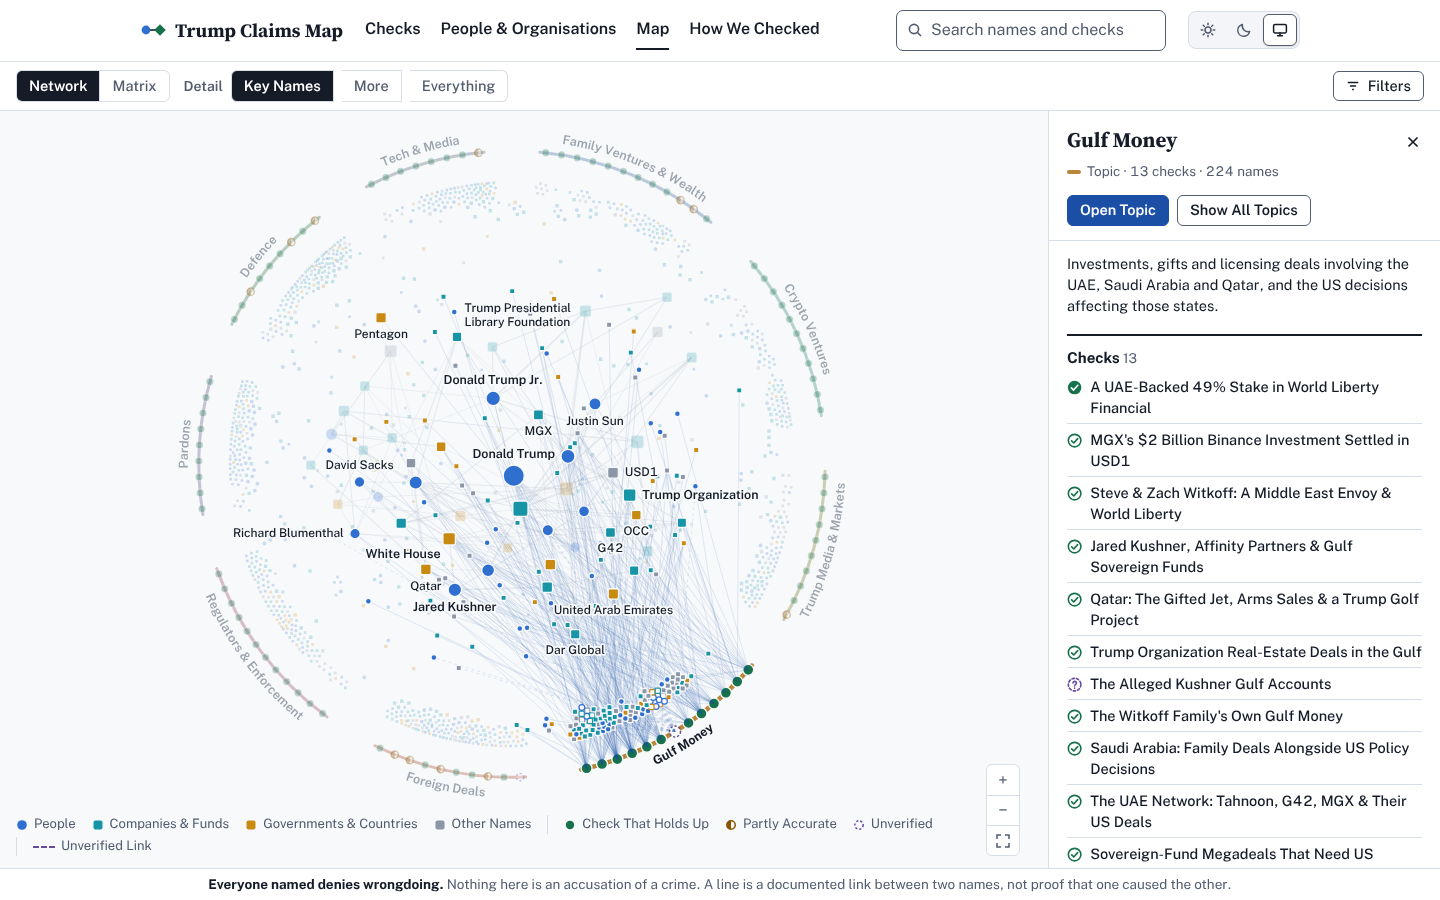 Trump Claims Map
Checks
People & Organisations
Map
How We Checked
Search names and checks
Network
Matrix
Detail
Key Names
More
Everything
Filters
Tech & Media
Family Ventures & Wealth
Defence
Crypto Ventures
Pardons
Trump Media & Markets
Regulators & Enforcement
Foreign Deals
Gulf Money
Trump Presidential
Library Foundation
Pentagon
Donald Trump Jr.
MGX
Justin Sun
Donald Trump
David Sacks
USD1
Trump Organization
Richard Blumenthal
OCC
G42
White House
Qatar
Jared Kushner
United Arab Emirates
Dar Global
People
Companies & Funds
Governments & Countries
Other Names
Check That Holds Up
Partly Accurate
Unverified
Unverified Link
Gulf Money
Topic · 13 checks · 224 names
Open Topic
Show All Topics
Investments, gifts and licensing deals involving the
UAE, Saudi Arabia and Qatar, and the US decisions
affecting those states.
Checks 13
A UAE-Backed 49% Stake in World Liberty
Financial
MGX's $2 Billion Binance Investment Settled in
USD1
Steve & Zach Witkoff: A Middle East Envoy &
World Liberty
Jared Kushner, Affinity Partners & Gulf
Sovereign Funds
Qatar: The Gifted Jet, Arms Sales & a Trump Golf
Project
Trump Organization Real-Estate Deals in the Gulf
The Alleged Kushner Gulf Accounts
The Witkoff Family's Own Gulf Money
Saudi Arabia: Family Deals Alongside US Policy
Decisions
The UAE Network: Tahnoon, G42, MGX & Their
US Deals
Sovereign-Fund Megadeals That Need US
Everyone named denies wrongdoing. Nothing here is an accusation of a crime. A line is a documented link between two names, not proof that one caused the other.